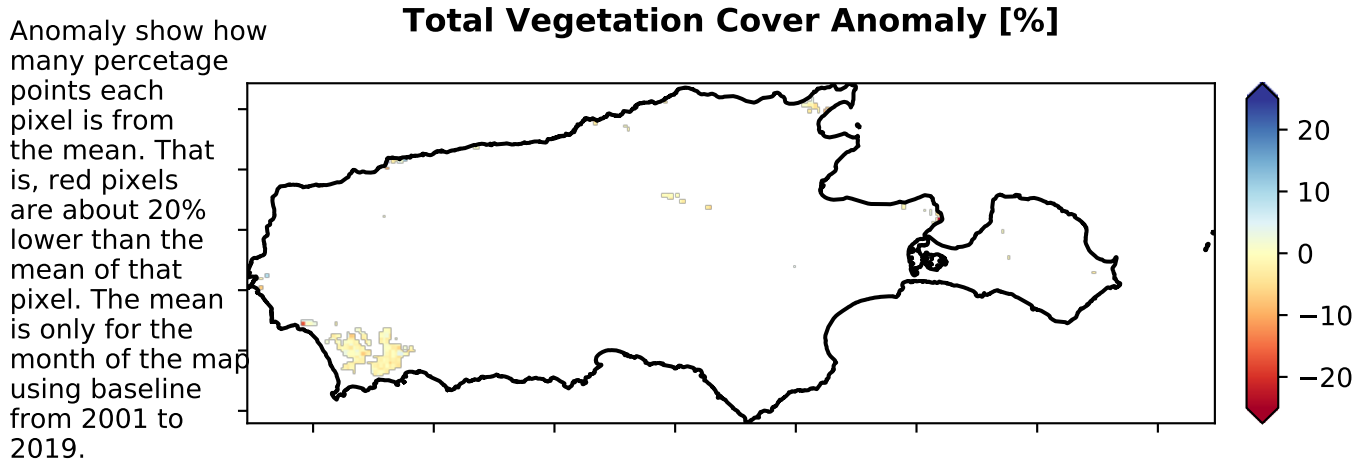 Total Vegetation Cover Anomaly [%]
Anomaly show how
many percetage
points each
pixel is from
the mean. That
is, red pixels
are about 20%
lower than the
mean of that
pixel. The mean
is only for the
month of the map
using baseline
from 2001 to
2019.
20
10
0
−10
−20